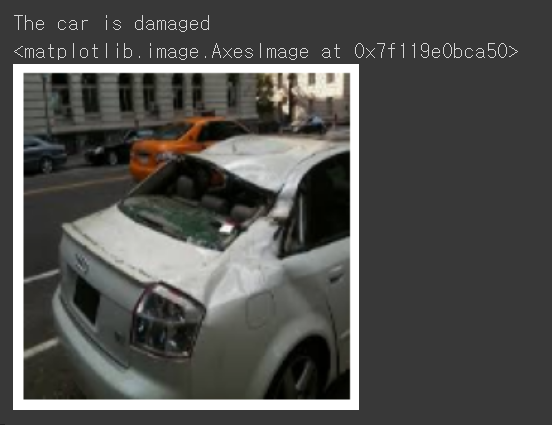 The car is damaged
<matplotlib.image.AxesImage at 0x7f119e0bca50>